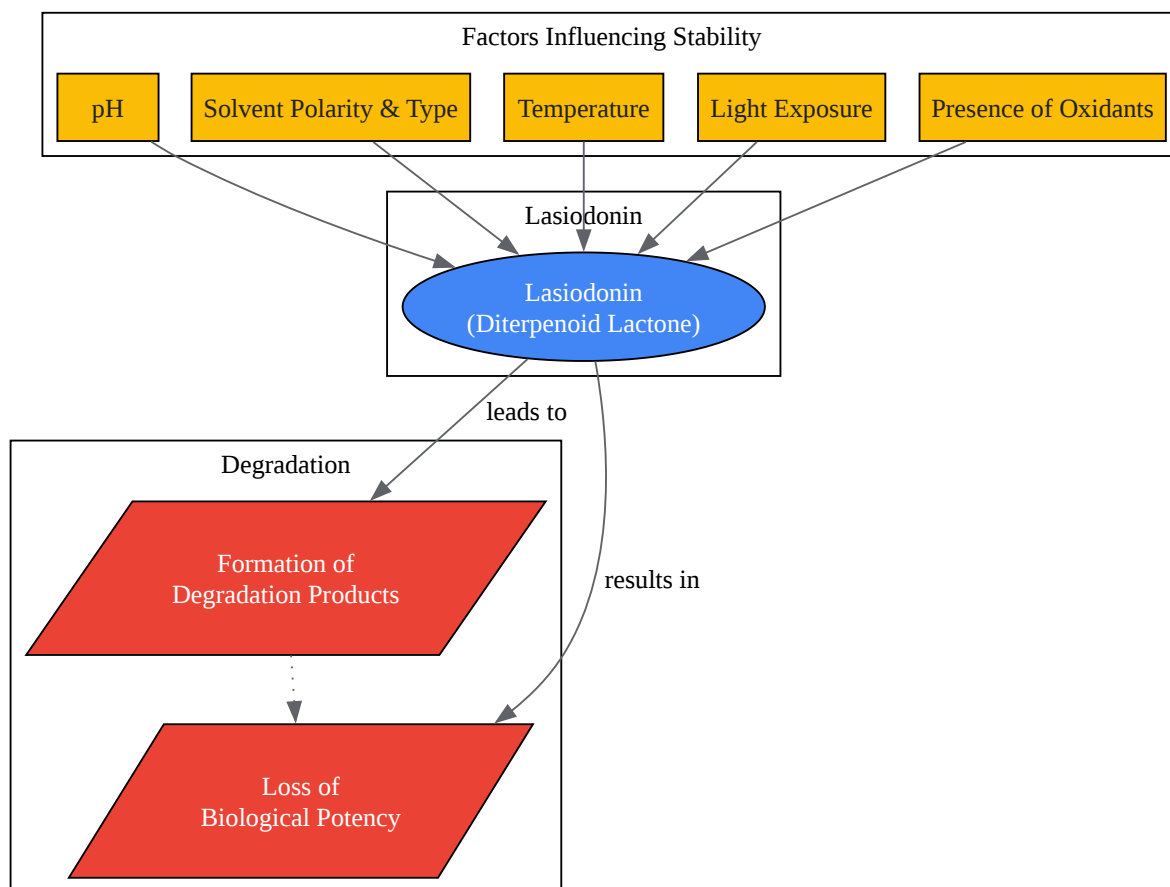 Factors Influencing Stability
pH
Solvent Polarity & Type
Temperature
Light Exposure
Presence of Oxidants
Lasiodonin
Lasiodonin
(Diterpenoid Lactone)
leads to
Degradation
Formation of
Degradation Products
results in
Loss of
Biological Potency